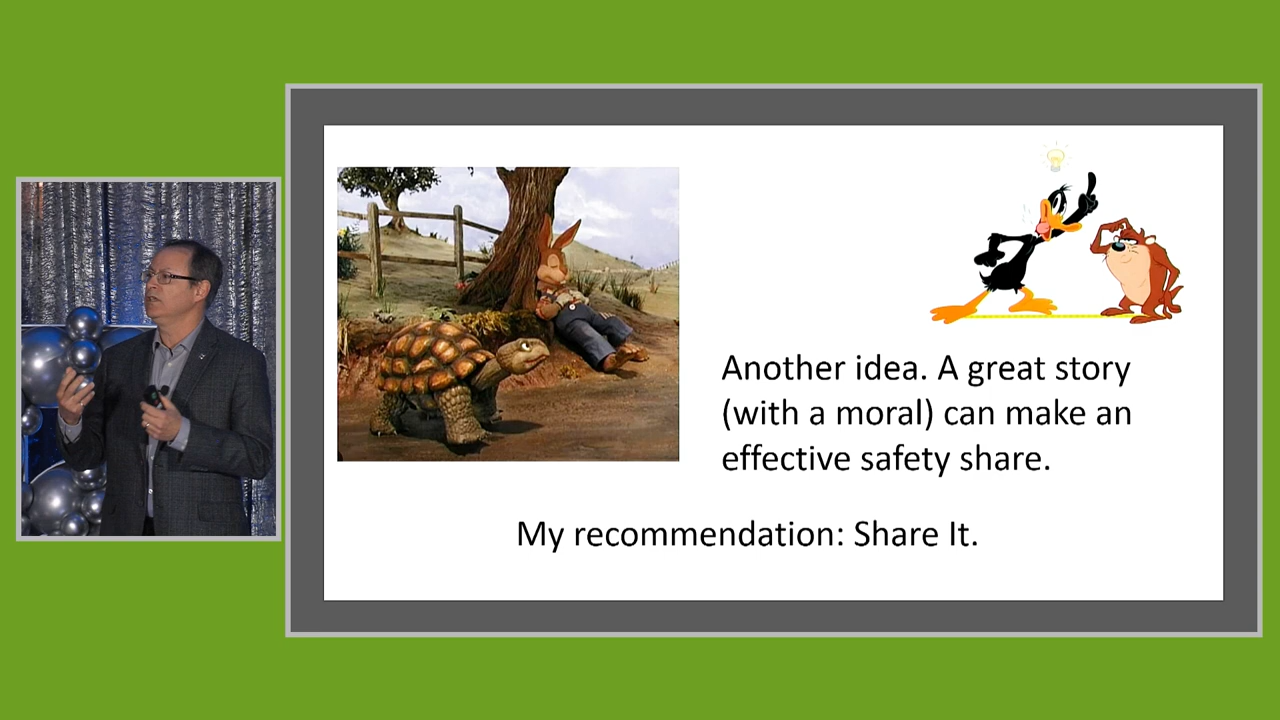 Another idea. A great story
(with a moral) can make an
effective safety share.
My recommendation: Share It.